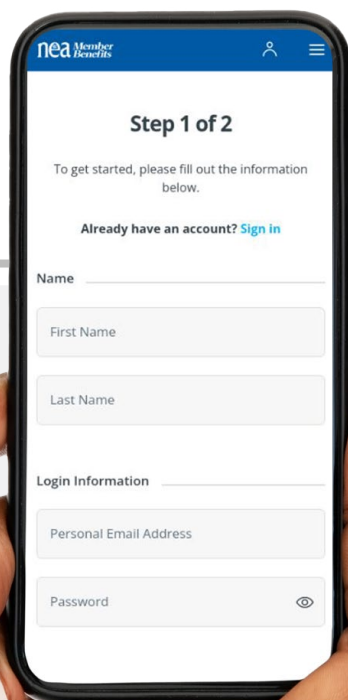 nea Member
Benefits
Step 1 of 2
To get started, please fill out the information
below.
Already have an account? Sign in
Name
First Name
Last Name
Login Information
Personal Email Address
Password